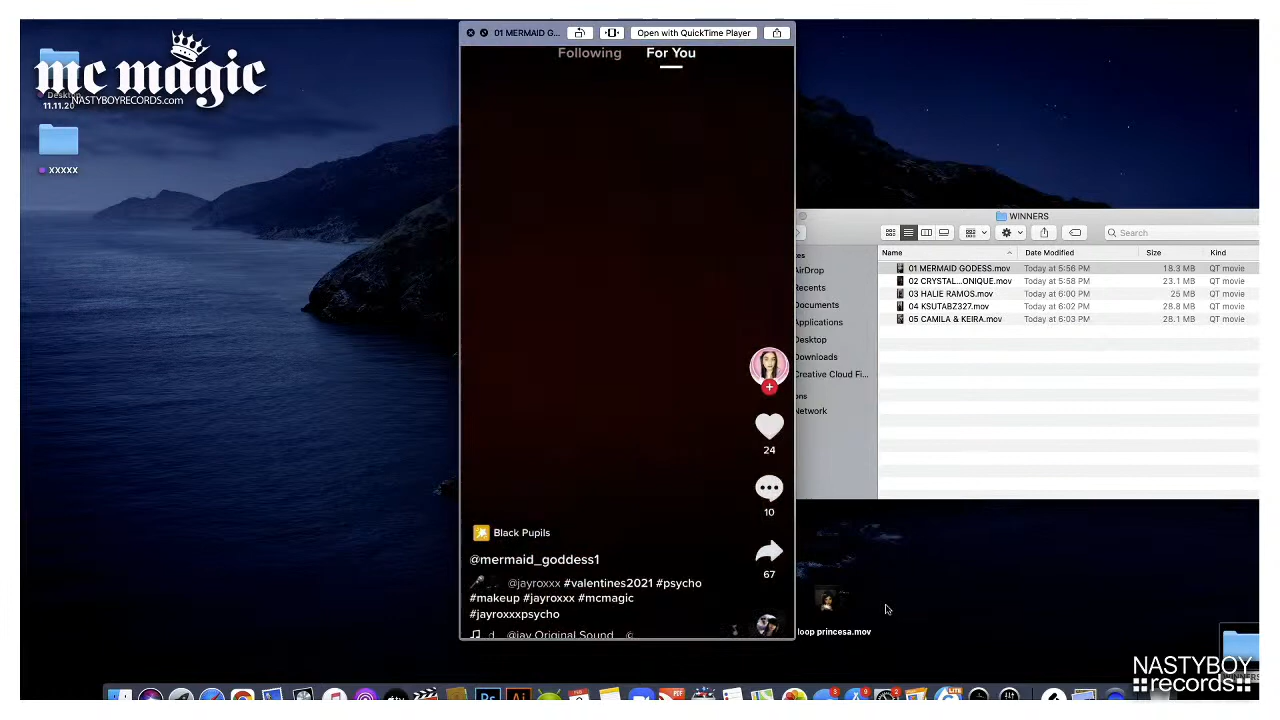 mc magic
NASTYBOYRECORDS.com
11.11.20
XXXXX
01 MERMAID G...
Open with QuickTime Player
Following
For You
24
10
67
Black Pupils
@mermaid_goddess1
@jayroxxx #valentines2021 #psycho
#makeup #jayroxxx #mcmagic
#jayroxxxpsycho
@jay Original Sound
WINNERS
Search
Name
Date Modified
Size
Kind
01 MERMAID GODESS.mov Today at 5:56 PM 18.3 MB QT movie
02 CRYSTAL...ONIQUE.mov Today at 5:58 PM 23.1 MB QT movie
03 HALIE RAMOS.mov Today at 6:00 PM 25 MB QT movie
04 KSUTABZ327.mov Today at 6:02 PM 28.8 MB QT movie
05 CAMILA & KEIRA.mov Today at 6:03 PM 28.1 MB QT movie
AirDrop
Recents
Documents
Applications
Desktop
Downloads
Creative Cloud Fi...
Network
loop princesa.mov
NASTYBOY
records